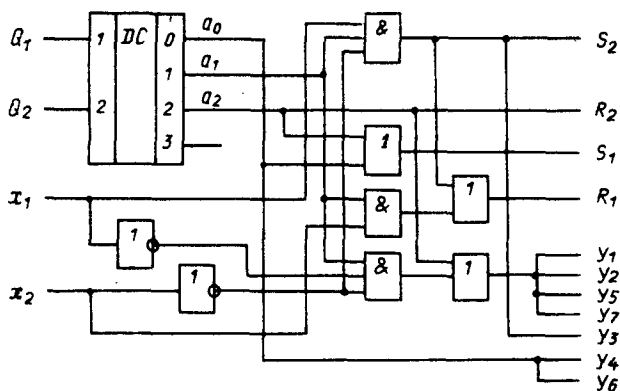 Q₁ 1 DC 0 a₀ & S₂
1 a₁
Q₂ 2 2 a₂ R₂
3 1 S₁
x₁ & 1 R₁
1 & 1 y₁
y₂
x₂ 1 y₅
y₇
y₃
y₄
y₆